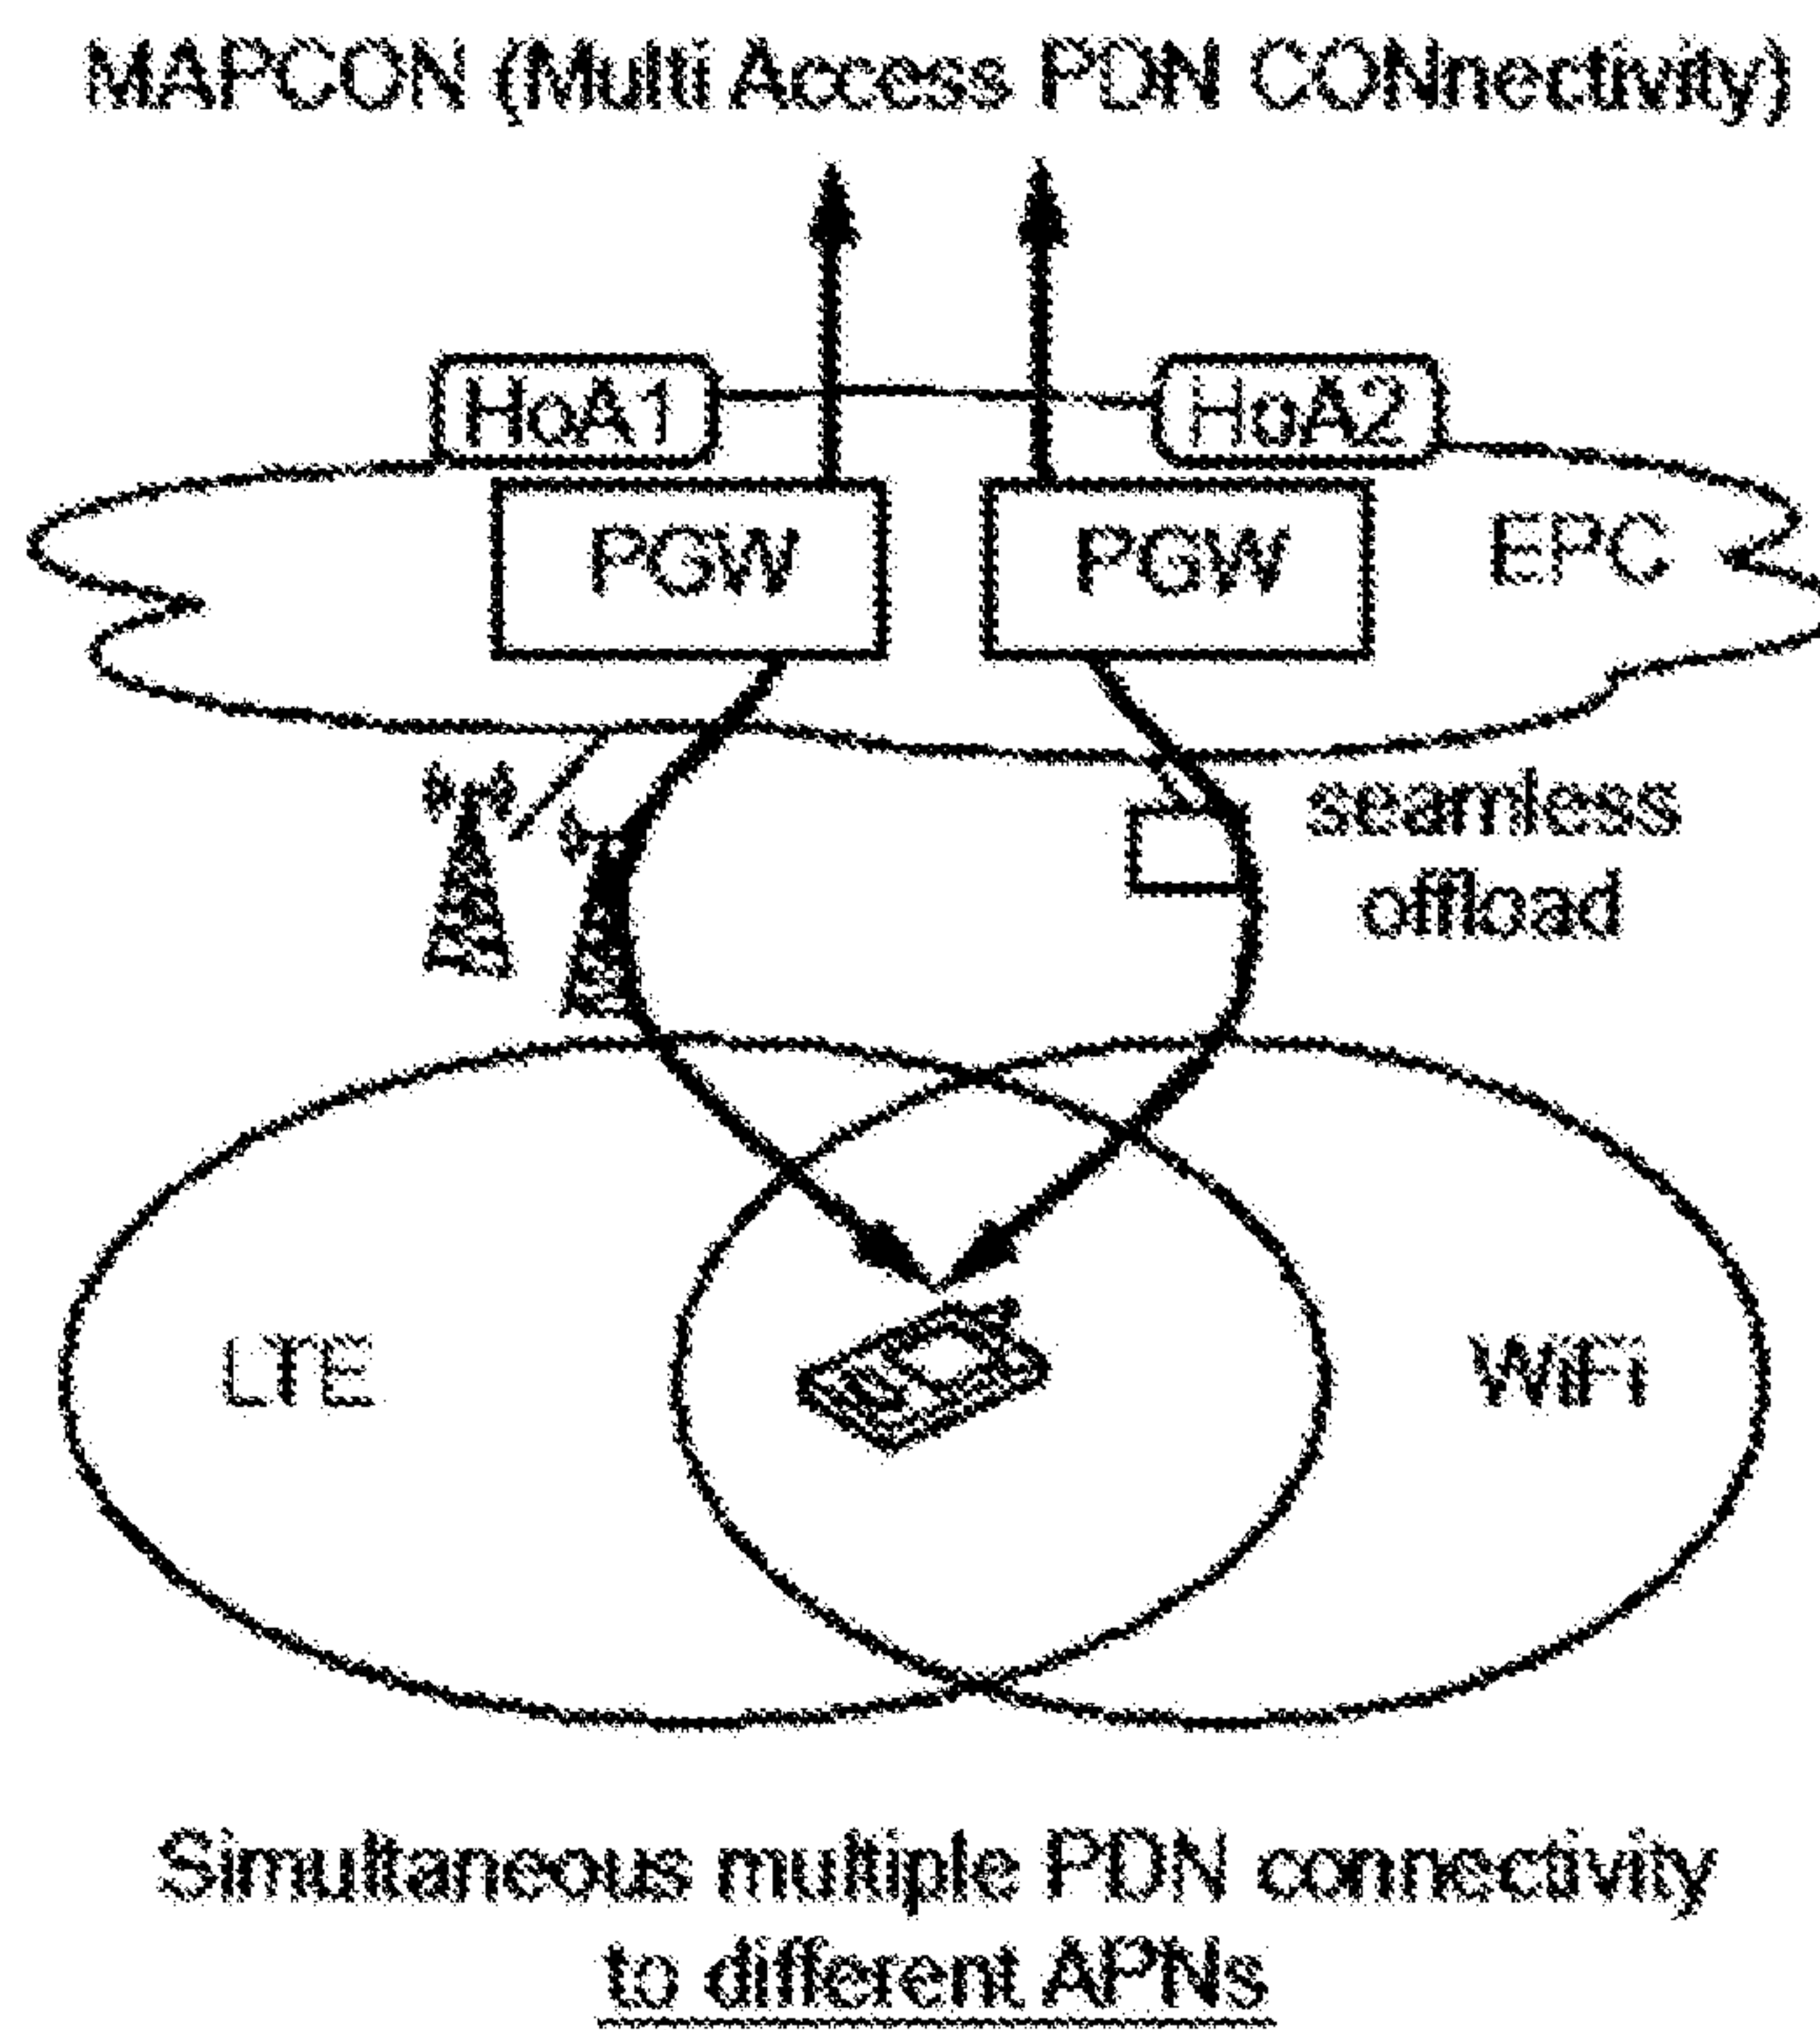 MAPCON (Multi Access PDN CONnectivity)
HoA1
HoA2
PGW
PGW
EPC
seamless
offload
LTE
WiFi
Simultaneous multiple PDN connectivity
to different APNs